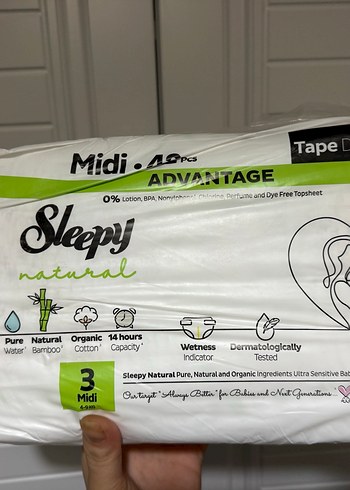 Tape
Midi • 48 PCS
ADVANTAGE
0% Lotion, BPA, Nonylphenol, Chlorine, Perfume and Dye Free Topsheet
Sleepy
natural
Pure Water*
Natural Bamboo*
Organic Cotton*
14 hours Capacity*
Wetness Indicator
Dermatologically Tested
3
Midi
Sleepy Natural Pure, Natural and Organic Ingredients Ultra Sensitive
Our target "Always Better" for Babies and Next Generations